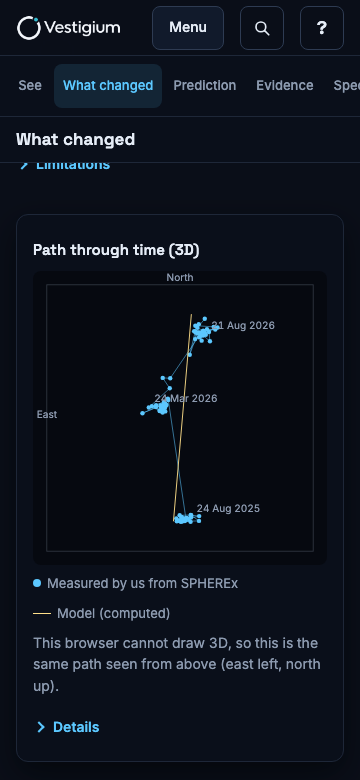 Vestigium
Menu
?
See
What changed
Prediction
Evidence
What changed
Limitations
Path through time (3D)
North
21 Aug 2026
24 Mar 2026
East
24 Aug 2025
Measured by us from SPHEREx
Model (computed)
This browser cannot draw 3D, so this is the
same path seen from above (east left, north
up).
Details